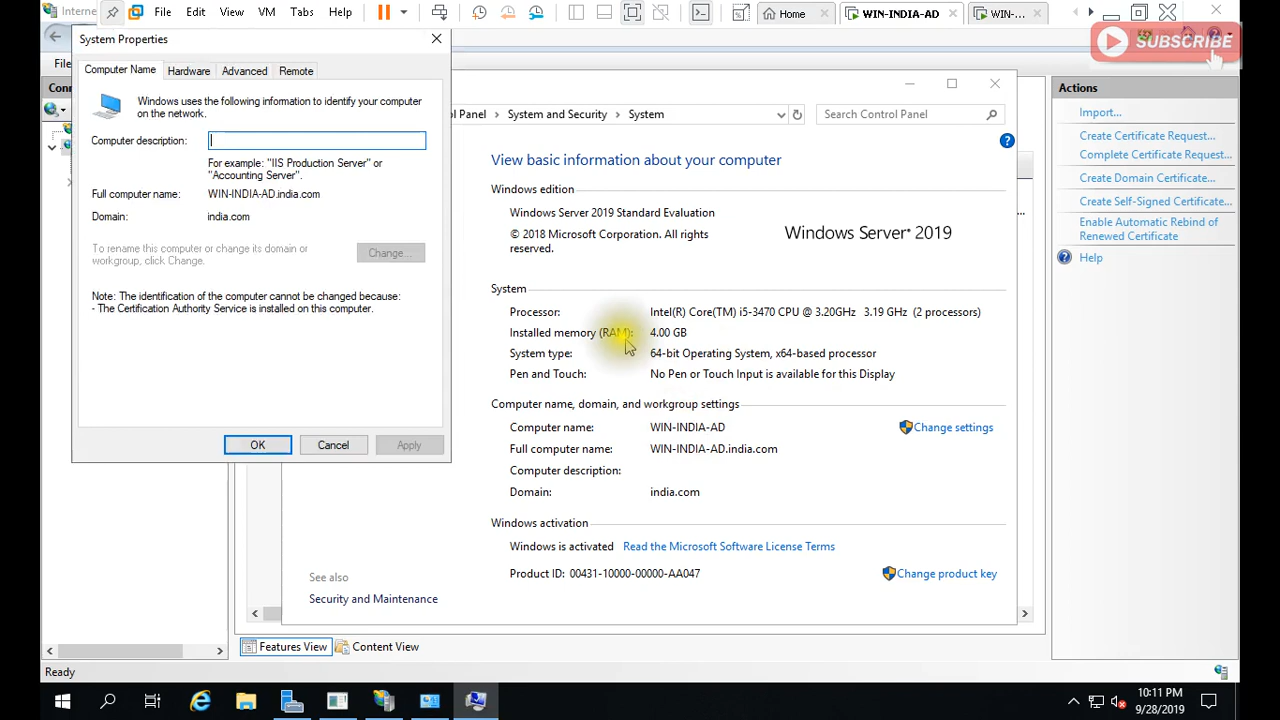 Interne
File Edit View VM Tabs Help
Home
WIN-INDIA-AD
WIN-...
SUBSCRIBE
System Properties
Computer Name Hardware Advanced Remote
Windows uses the following information to identify your computer
on the network.
Computer description:
For example: "IIS Production Server" or
"Accounting Server".
Full computer name: WIN-INDIA-AD.india.com
Domain: india.com
To rename this computer or change its domain or
workgroup, click Change.
Change...
Note: The identification of the computer cannot be changed because:
- The Certification Authority Service is installed on this computer.
OK Cancel Apply
Fil
Conn
ol Panel > System and Security > System
Search Control Panel
View basic information about your computer
Windows edition
Windows Server 2019 Standard Evaluation
© 2018 Microsoft Corporation. All rights
reserved.
Windows Server® 2019
System
Processor: Intel(R) Core(TM) i5-3470 CPU @ 3.20GHz 3.19 GHz (2 processors)
Installed memory (RAM): 4.00 GB
System type: 64-bit Operating System, x64-based processor
Pen and Touch: No Pen or Touch Input is available for this Display
Computer name, domain, and workgroup settings
Computer name: WIN-INDIA-AD
Change settings
Full computer name: WIN-INDIA-AD.india.com
Computer description:
Domain: india.com
Windows activation
Windows is activated Read the Microsoft Software License Terms
Product ID: 00431-10000-00000-AA047
Change product key
See also
Security and Maintenance
Actions
Import...
Create Certificate Request...
Complete Certificate Request...
Create Domain Certificate...
Create Self-Signed Certificate...
Enable Automatic Rebind of
Renewed Certificate
Help
...
Features View Content View
Ready
10:11 PM
9/28/2019